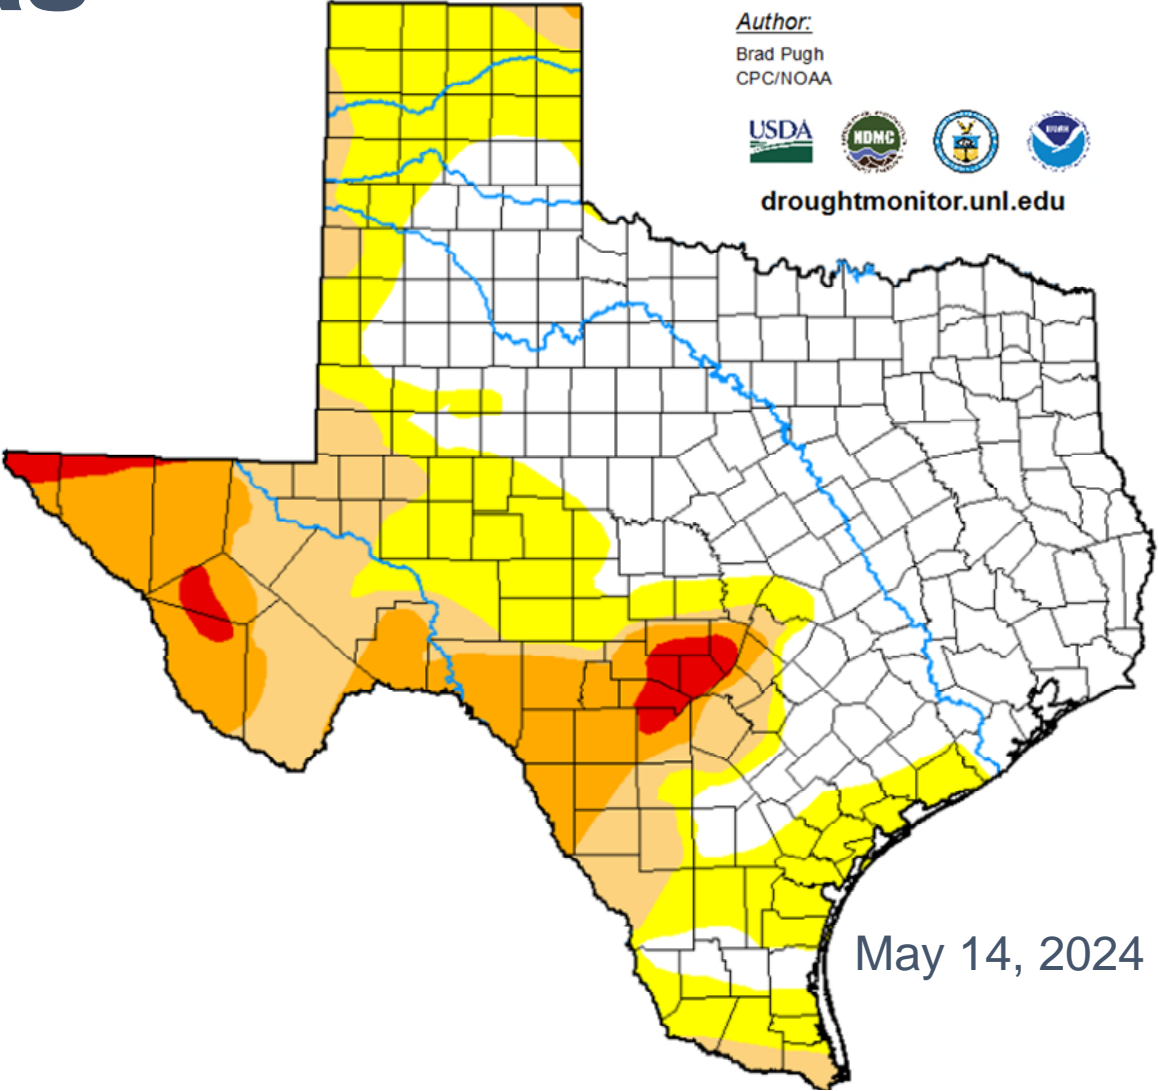 Author:
Brad Pugh
CPC/NOAA
USDA
NDMC
droughtmonitor.unl.edu
May 14, 2024